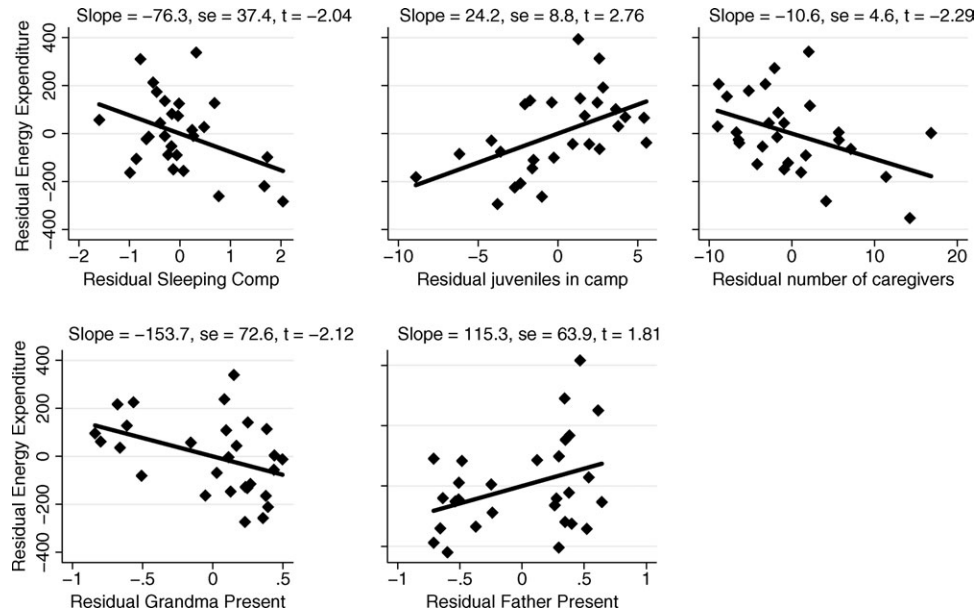 Slope = −76.3, se = 37.4, t = −2.04
Residual Energy Expenditure
400
200
0
−200
−400
−2
−1
0
1
2
Residual Sleeping Comp
Slope = 24.2, se = 8.8, t = 2.76
−10
−5
0
5
Residual juveniles in camp
Slope = −10.6, se = 4.6, t = −2.29
−10
0
10
20
Residual number of caregivers
Slope = −153.7, se = 72.6, t = −2.12
Residual Energy Expenditure
400
200
0
−200
−400
−1
−.5
0
.5
Residual Grandma Present
Slope = 115.3, se = 63.9, t = 1.81
−1
−.5
0
.5
1
Residual Father Present